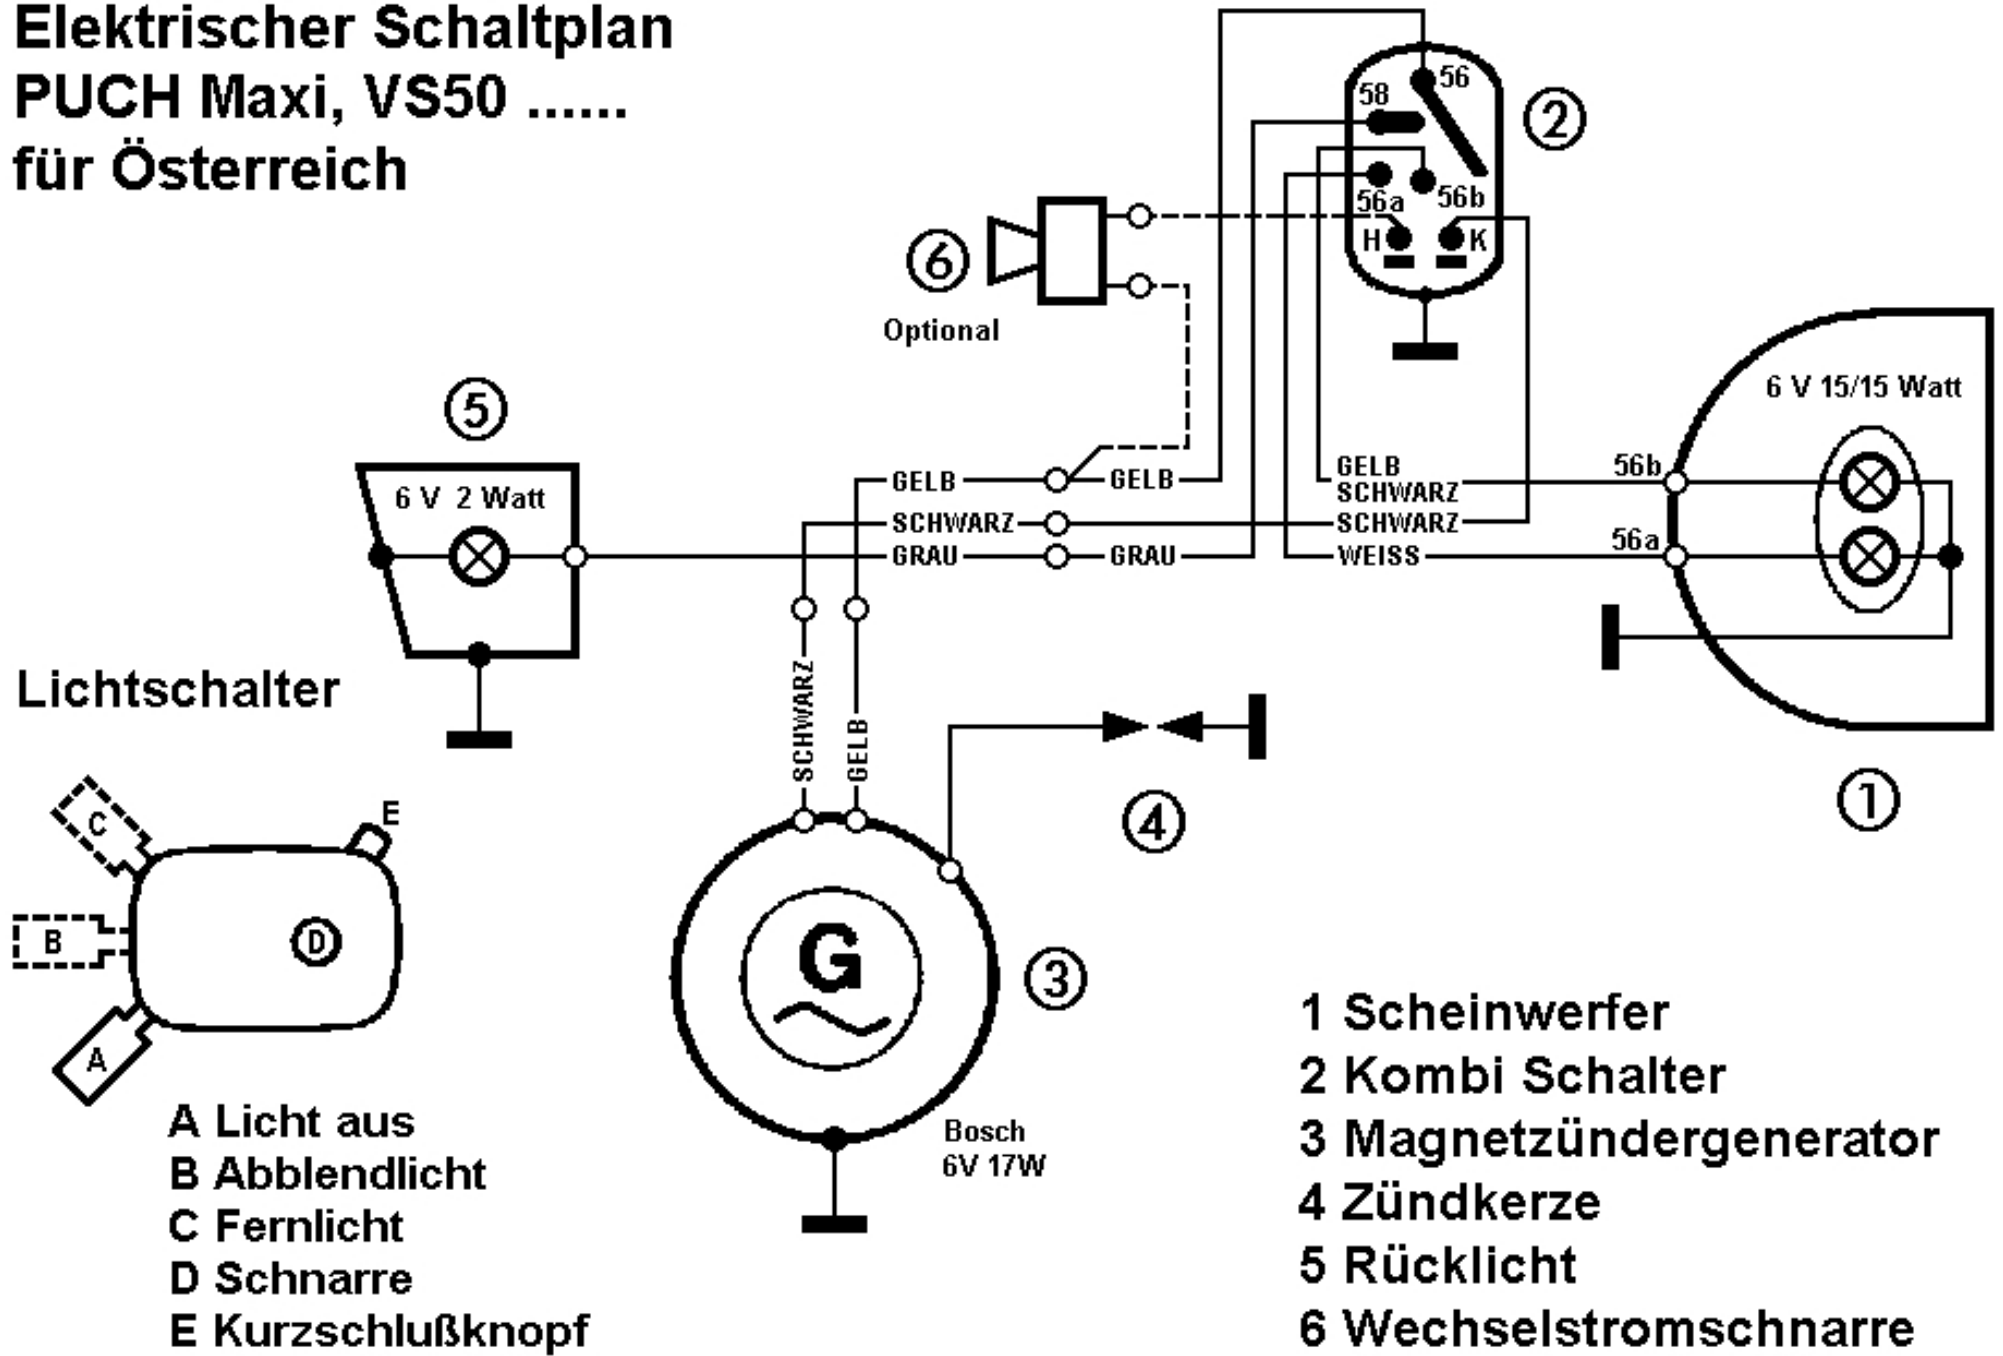 Elektrischer Schaltplan
PUCH Maxi, VS50 ......
für Österreich
56
58
2
56a
56b
H
K
6
Optional
5
6 V 2 Watt
GELB
GELB
SCHWARZ
GRAU
GRAU
GELB
SCHWARZ
SCHWARZ
WEISS
56b
56a
6 V 15/15 Watt
1
SCHWARZ
GELB
4
G
3
Bosch
6V 17W
Lichtschalter
C
E
B
D
A
A Licht aus
B Abblendlicht
C Fernlicht
D Schnarre
E Kurzschlußknopf
1 Scheinwerfer
2 Kombi Schalter
3 Magnetzündergenerator
4 Zündkerze
5 Rücklicht
6 Wechselstromschnarre